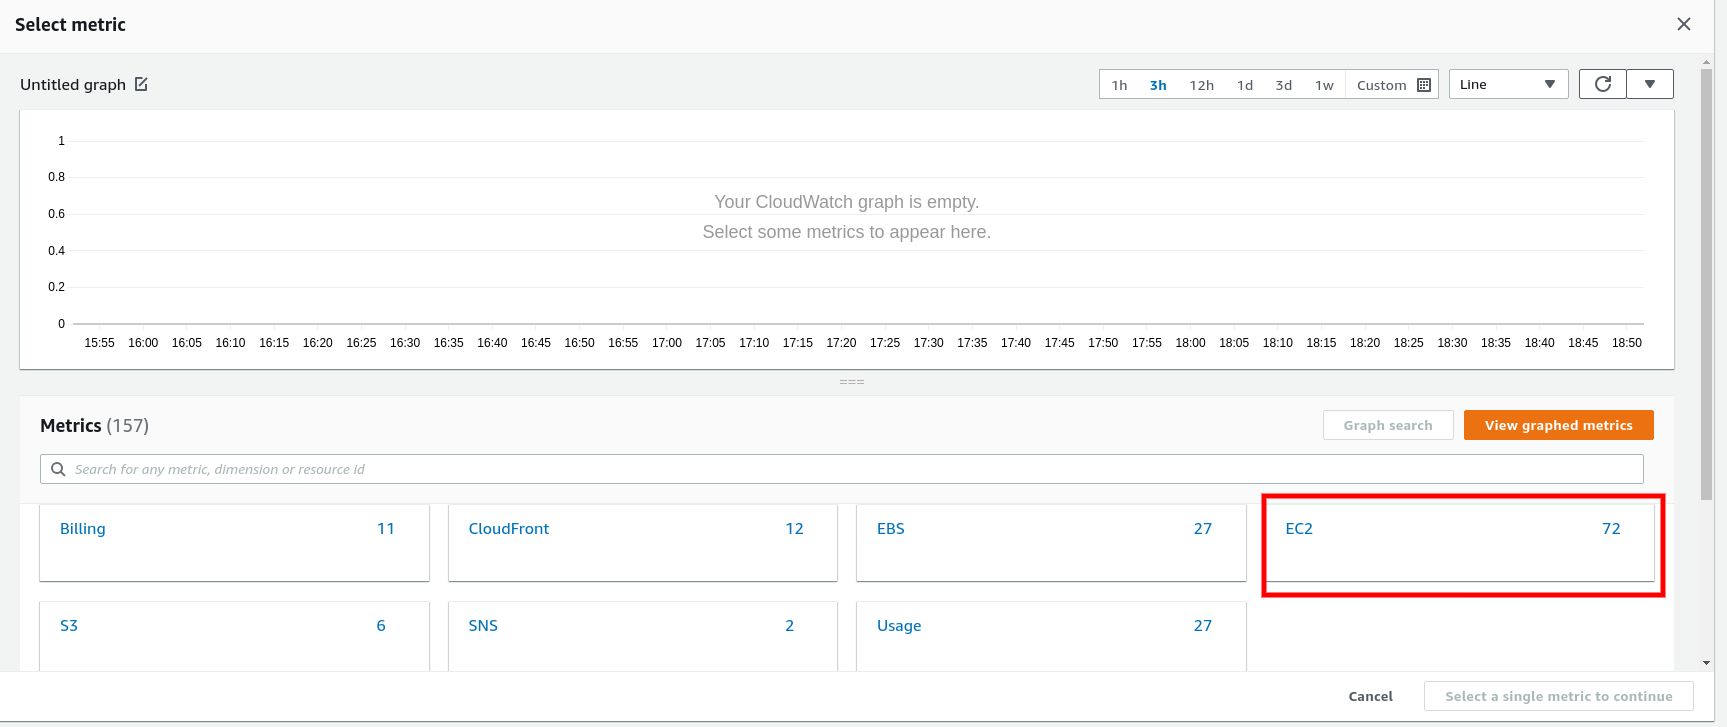 Select metric
Untitled graph
1h 3h 12h 1d 3d 1w Custom Line
1
0.8
0.6
0.4
0.2
0
Your CloudWatch graph is empty.
Select some metrics to appear here.
15:55 16:00 16:05 16:10 16:15 16:20 16:25 16:30 16:35 16:40 16:45 16:50 16:55 17:00 17:05 17:10 17:15 17:20 17:25 17:30 17:35 17:40 17:45 17:50 17:55 18:00 18:05 18:10 18:15 18:20 18:25 18:30 18:35 18:40 18:45 18:50
Metrics (157)
Graph search
View graphed metrics
Search for any metric, dimension or resource id
Billing 11
CloudFront 12
EBS 27
EC2 72
S3 6
SNS 2
Usage 27
Cancel
Select a single metric to continue